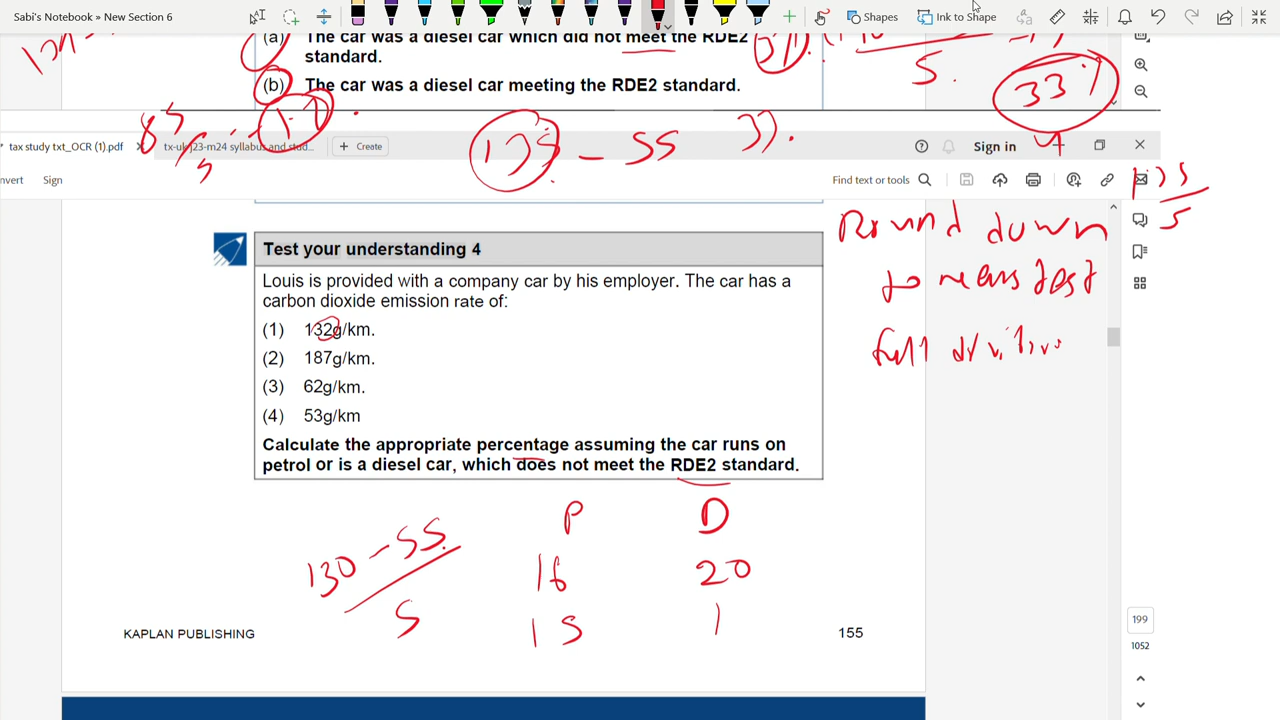 Sabi's Notebook » New Section 6
Shapes
Ink to Shape
(a) The car was a diesel car which did not meet the RDE2
standard.
(b) The car was a diesel car meeting the RDE2 standard.
5.
33%
tax study txt_OCR (1).pdf
tx-uk j23-m24 syllabus and stud...
+ Create
Sign in
135 - 55
Sign
Find text or tools
Round down
to nearest
full division
Test your understanding 4
Louis is provided with a company car by his employer. The car has a
carbon dioxide emission rate of:
(1) 132g/km.
(2) 187g/km.
(3) 62g/km.
(4) 53g/km
Calculate the appropriate percentage assuming the car runs on
petrol or is a diesel car, which does not meet the RDE2 standard.
P D
130 - 55
5
16 20
15 1
KAPLAN PUBLISHING
155
199
1052